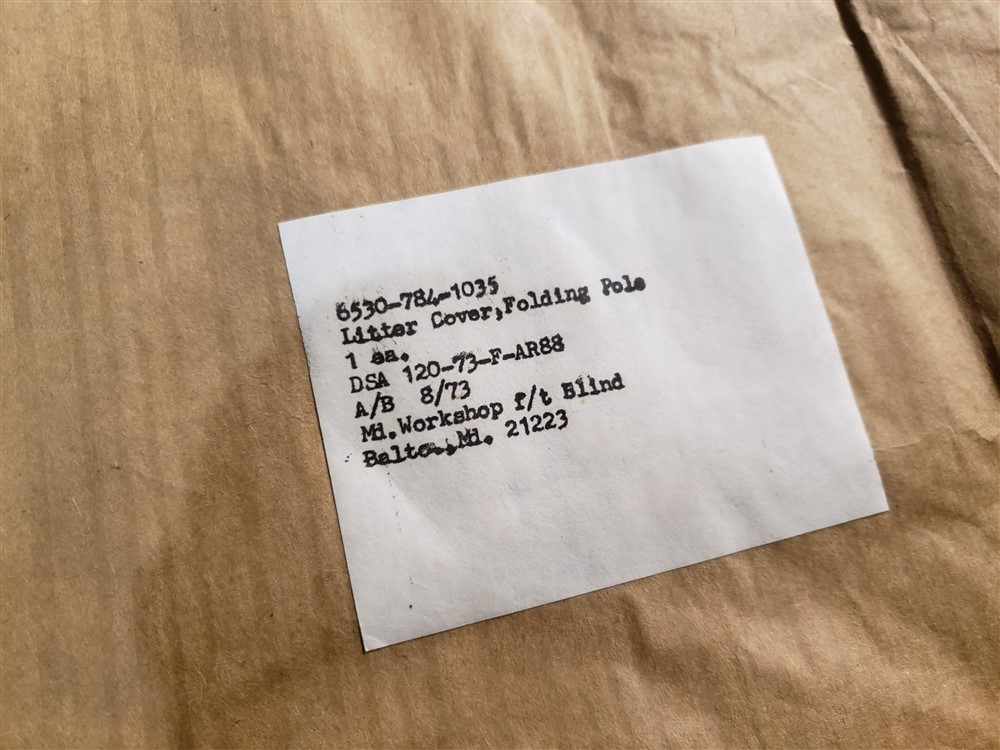 6530-784-1035
Litter Cover,Folding Pole
1 ea.
DSA 120-73-F-AR88
A/B 8/73
Md.Workshop f/t Blind
Balto.,Md. 21223